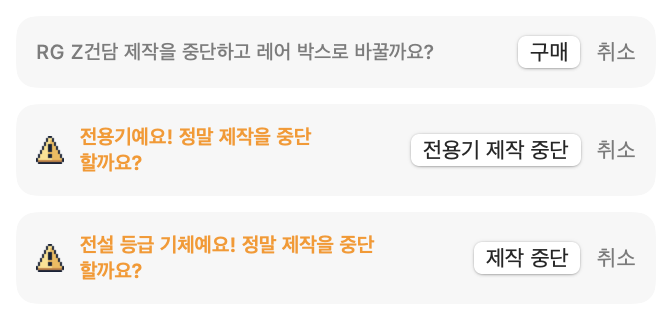 RG Z건담 제작을 중단하고 레어 박스로 바꿀까요?
구매
취소
전용기예요! 정말 제작을 중단
할까요?
전용기 제작 중단
취소
전설 등급 기체예요! 정말 제작을 중단
할까요?
제작 중단
취소